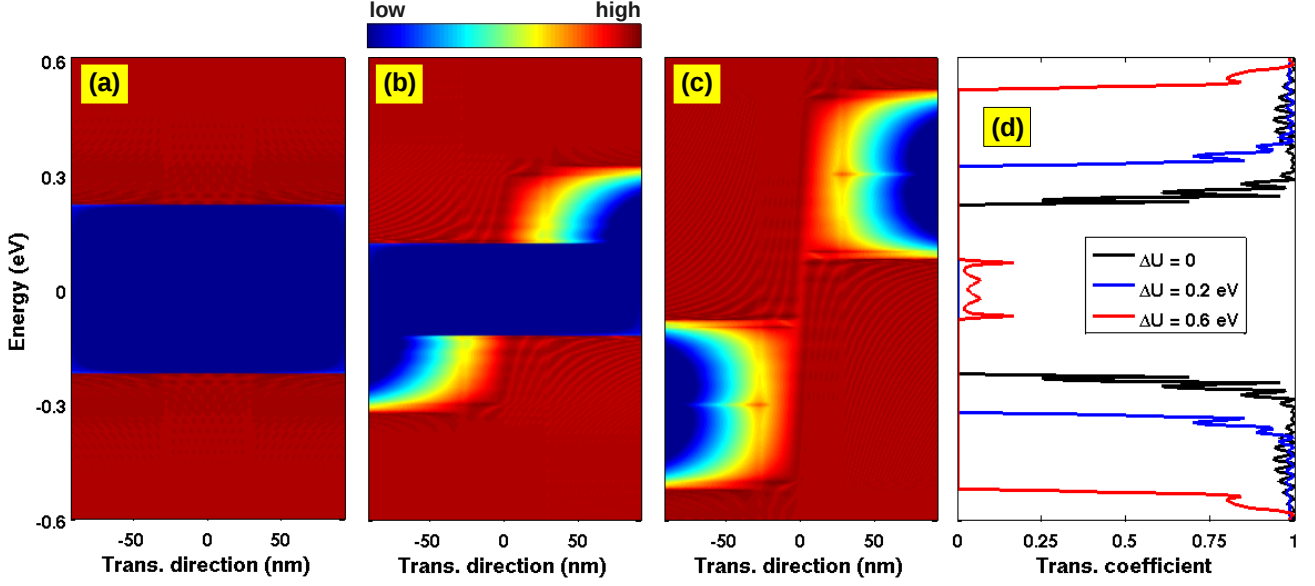 low high
(a) (b) (c) (d)
0.6
0.3
0
-0.3
-0.6
Energy (eV)
ΔU = 0
ΔU = 0.2 eV
ΔU = 0.6 eV
-50 0 50
-50 0 50
-50 0 50
0 0.25 0.5 0.75 1
Trans. direction (nm)
Trans. direction (nm)
Trans. direction (nm)
Trans. coefficient